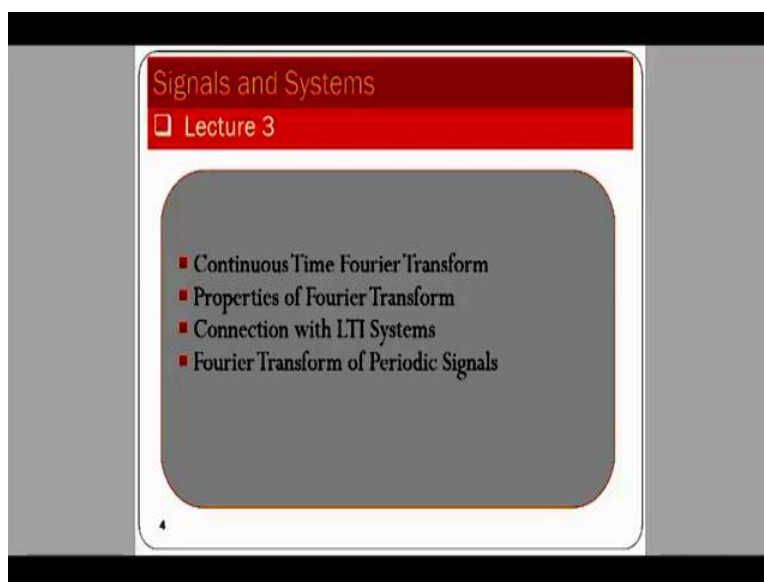 Signals and Systems
Lecture 3
Continuous Time Fourier Transform
Properties of Fourier Transform
Connection with LTI Systems
Fourier Transform of Periodic Signals
4